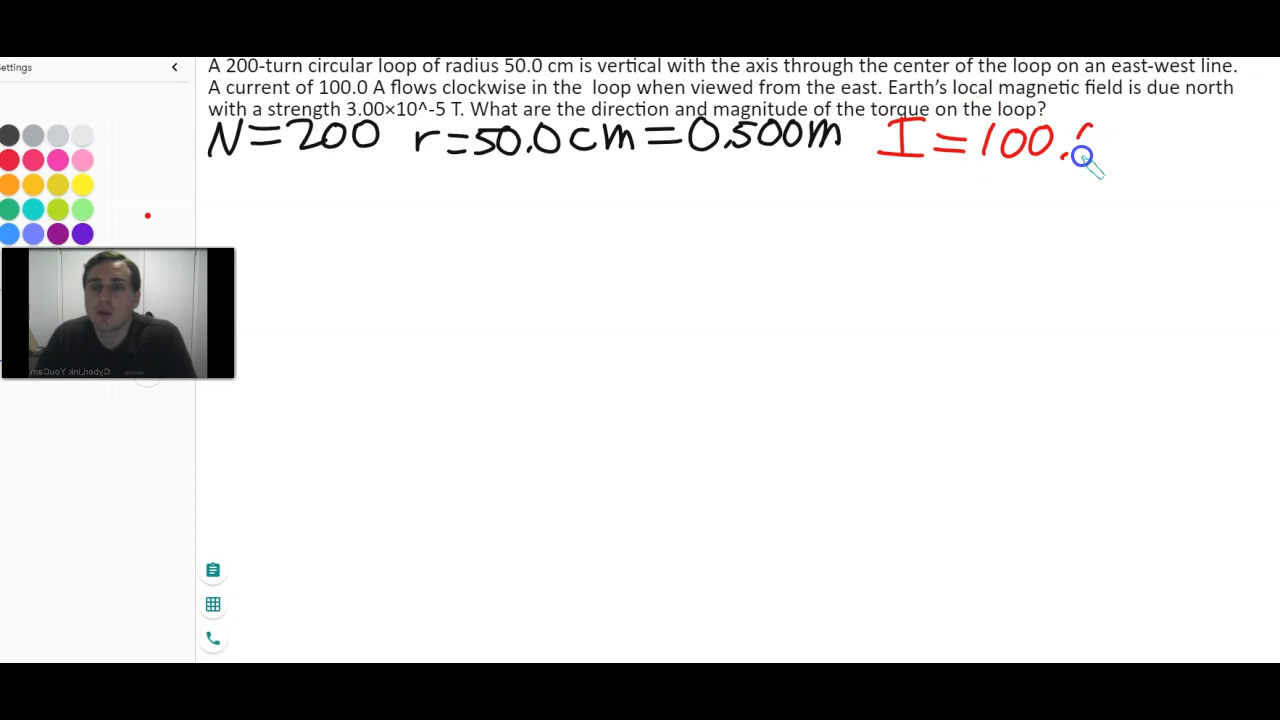 ettings
A 200-turn circular loop of radius 50.0 cm is vertical with the axis through the center of the loop on an east-west line.
A current of 100.0 A flows clockwise in the loop when viewed from the east. Earth's local magnetic field is due north
with a strength 3.00×10^-5 T. What are the direction and magnitude of the torque on the loop?
N=200 r=50.0cm=0.500m I=100.
CyberLink YouCam